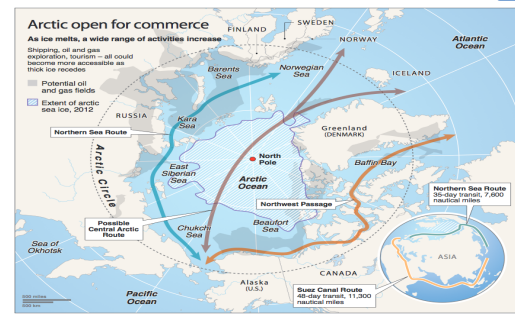 Arctic open for commerce
As ice melts, a wide range of activities increase
Shipping, oil and gas
exploration, tourism – all could
become more accessible as
thick ice recedes
Potential oil
and gas fields
Extent of arctic
sea ice, 2012
FINLAND
SWEDEN
NORWAY
Atlantic
Ocean
Barents
Sea
Norwegian
Sea
ICELAND
RUSSIA
Kara
Sea
Northern Sea Route
Greenland
(DENMARK)
North
Pole
Arctic Circle
East
Siberian
Sea
Arctic
Ocean
Baffin Bay
Northern Sea Route
35-day transit, 7,600
nautical miles
Northwest Passage
Possible
Central Arctic
Route
Chukchi
Sea
Beaufort
Sea
Sea of
Okhotsk
ASIA
CANADA
Alaska
(U.S.)
Pacific
Ocean
Suez Canal Route
48-day transit, 11,300
nautical miles
500 miles